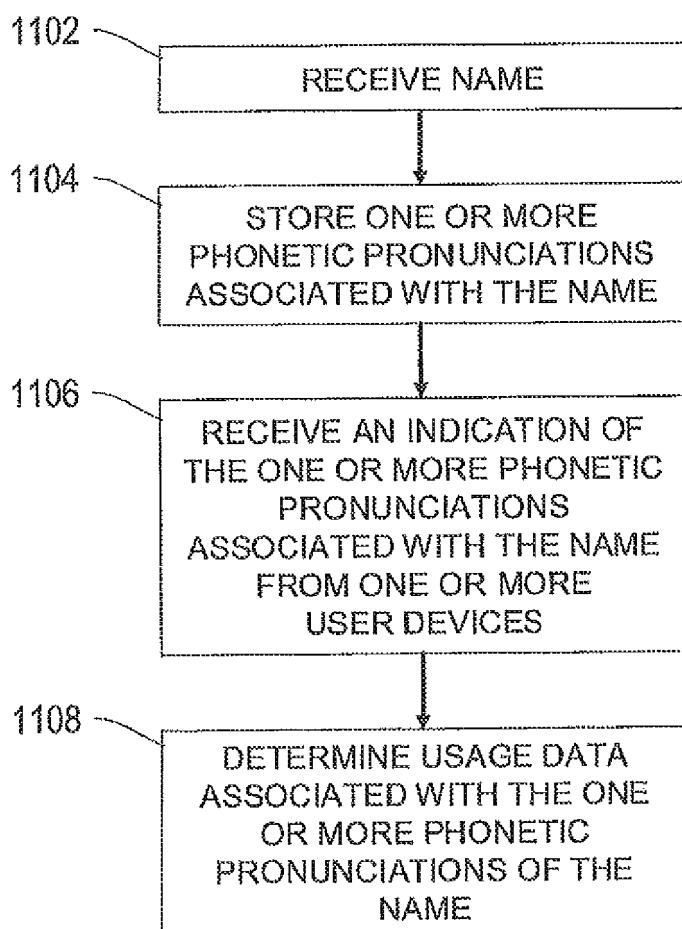 1102
RECEIVE NAME
1104
STORE ONE OR MORE
PHONETIC PRONUNCIATIONS
ASSOCIATED WITH THE NAME
1106
RECEIVE AN INDICATION OF
THE ONE OR MORE PHONETIC
PRONUNCIATIONS
ASSOCIATED WITH THE NAME
FROM ONE OR MORE
USER DEVICES
1108
DETERMINE USAGE DATA
ASSOCIATED WITH THE ONE
OR MORE PHONETIC
PRONUNCIATIONS OF THE
NAME